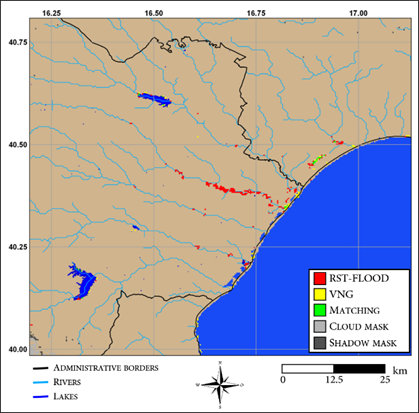 16.25 16.50 16.75 17.00
40.75
40.50
40.25
40.00
RST-FLOOD
VNG
MATCHING
CLOUD MASK
SHADOW MASK
ADMINISTRATIVE BORDERS
RIVERS
LAKES
N
W E
S
0 12.5 25
km